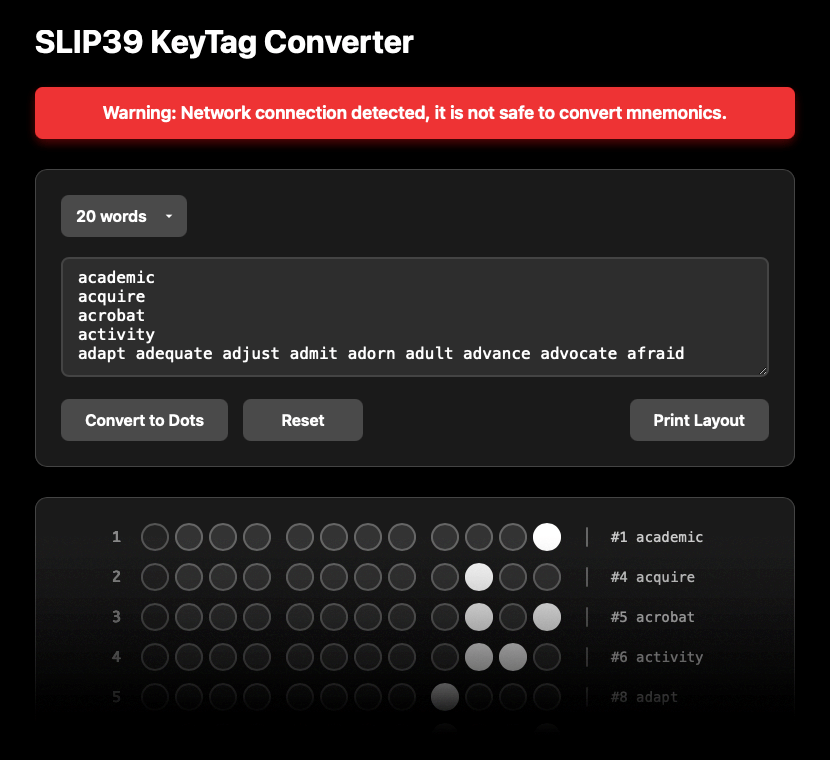 SLIP39 KeyTag Converter
Warning: Network connection detected, it is not safe to convert mnemonics.
20 words
academic
acquire
acrobat
activity
adapt adequate adjust admit adorn adult advance advocate afraid
Convert to Dots Reset Print Layout
1 | #1 academic
2 | #4 acquire
3 | #5 acrobat
4 | #6 activity
5 | #8 adapt